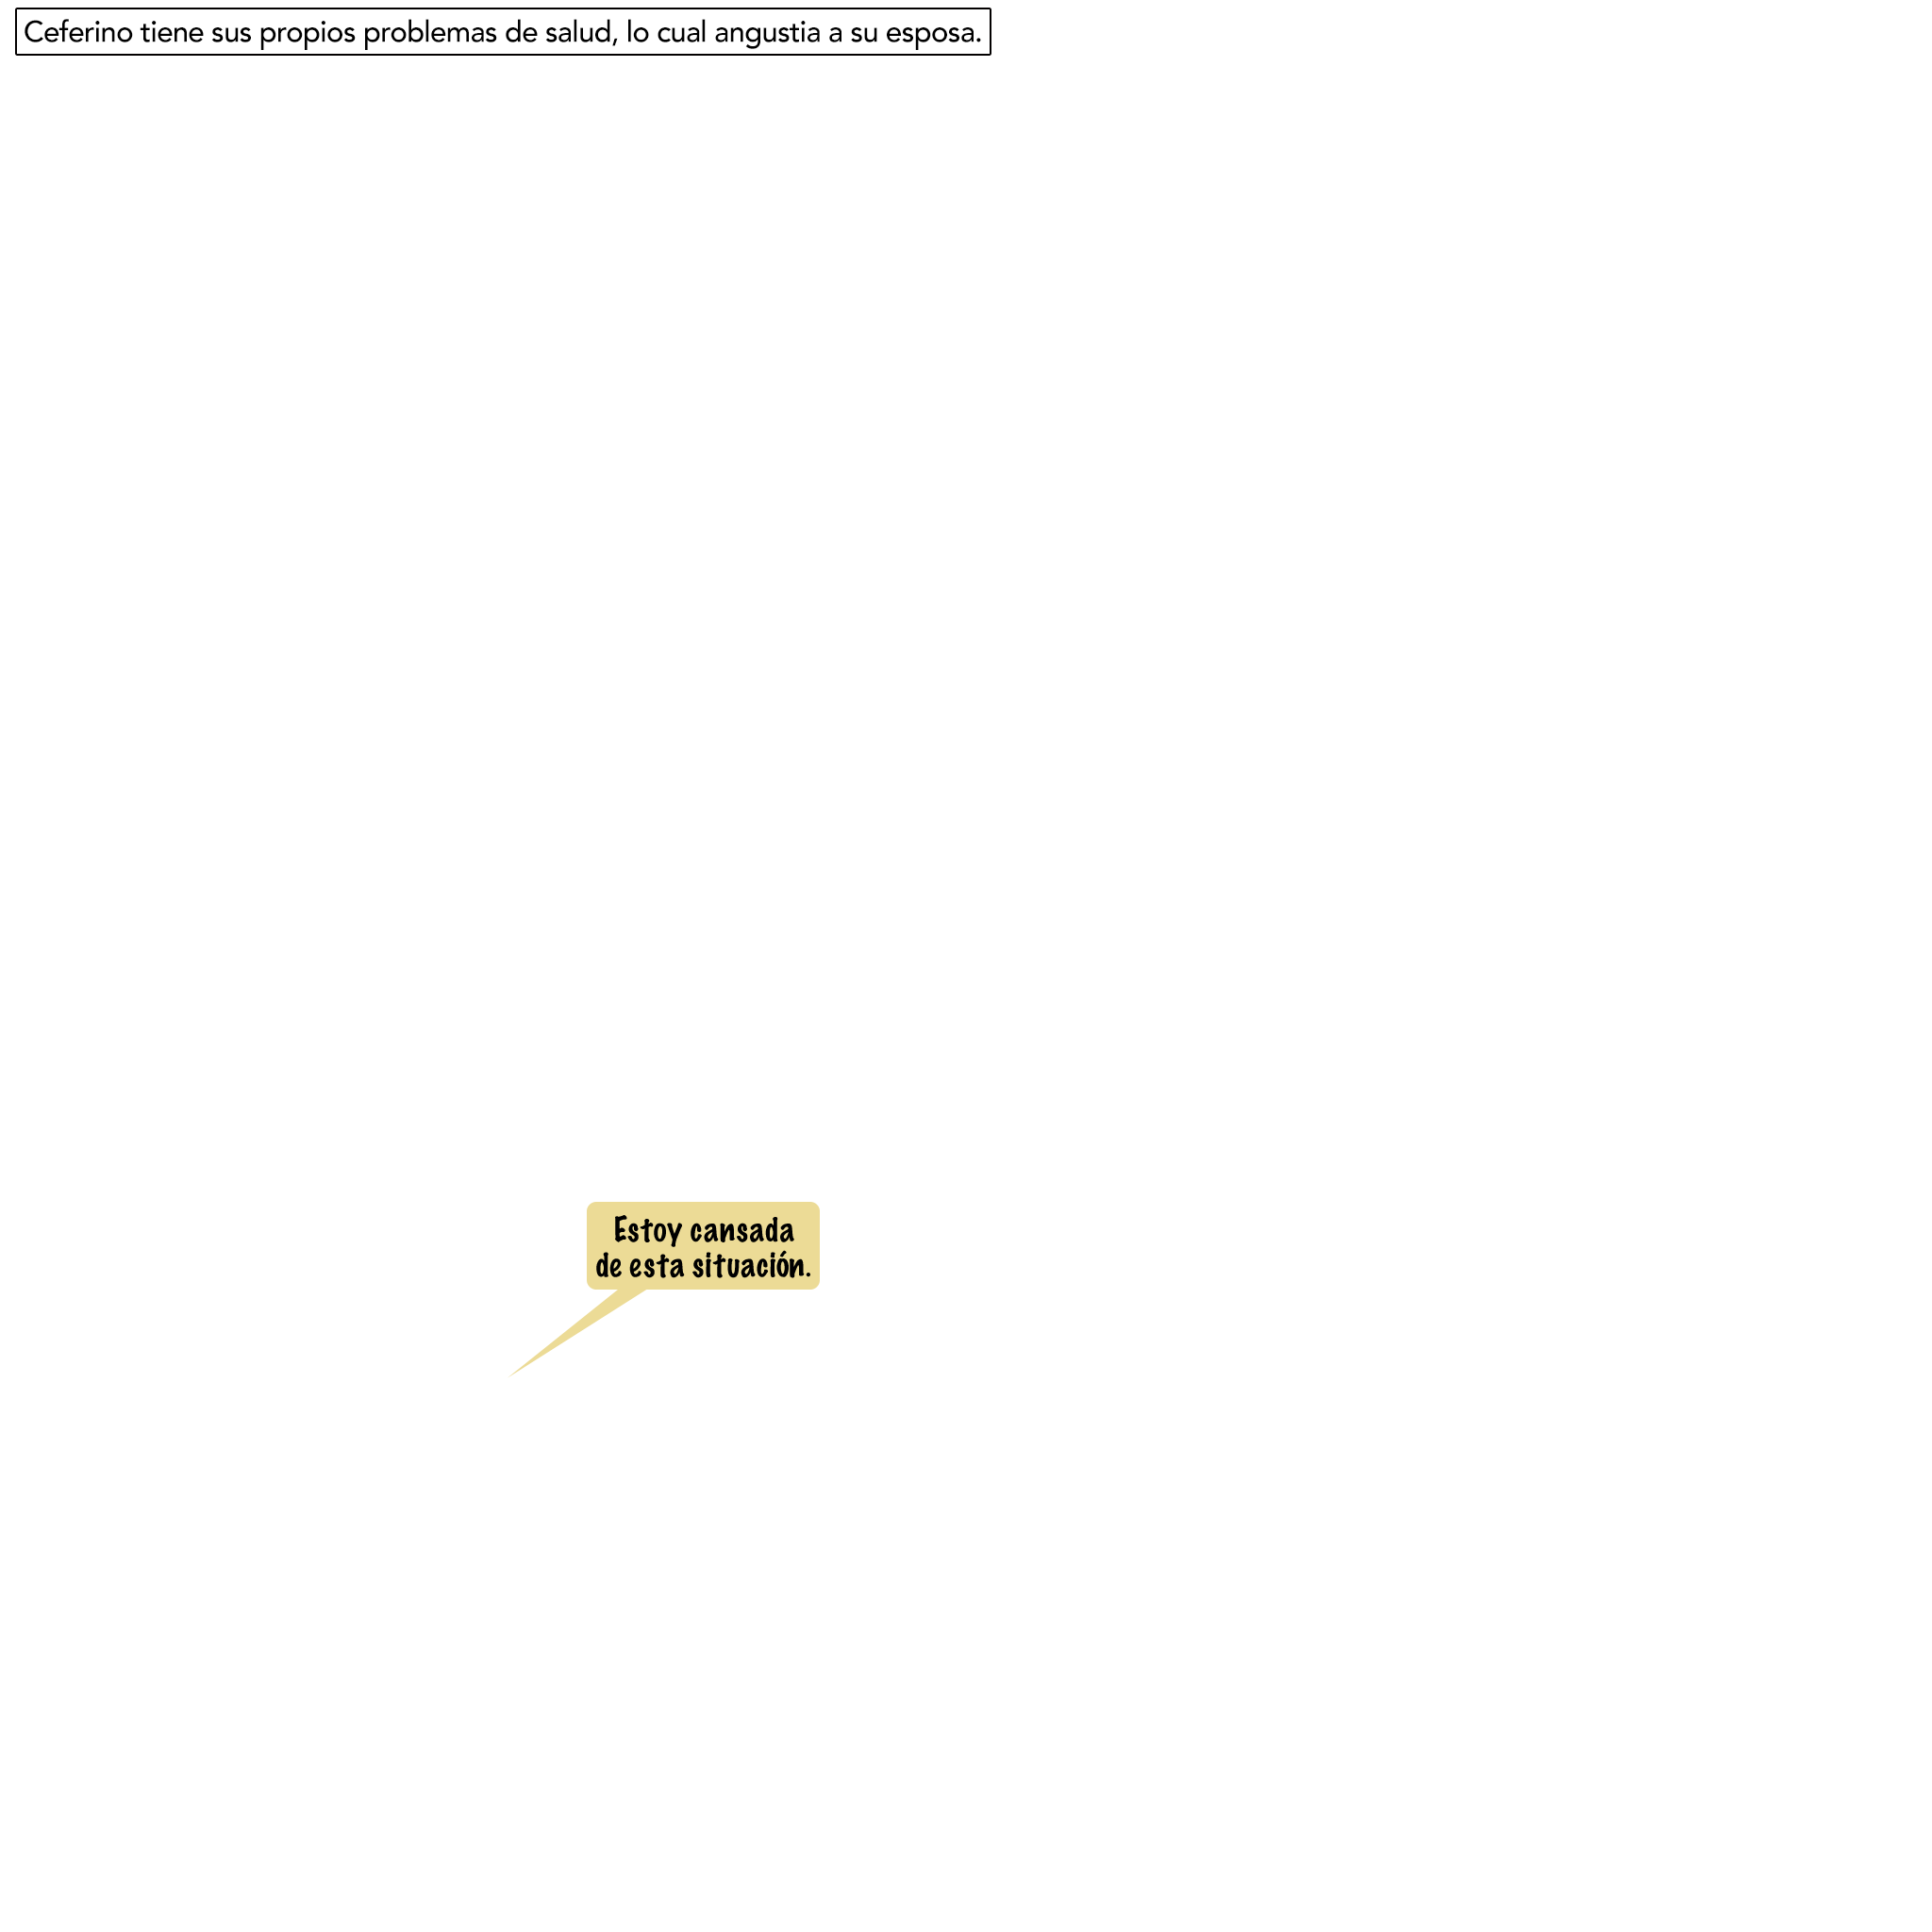 Ceferino tiene sus propios problemas de salud, lo cual angustia a su esposa.
Estoy cansada
de esta situación.